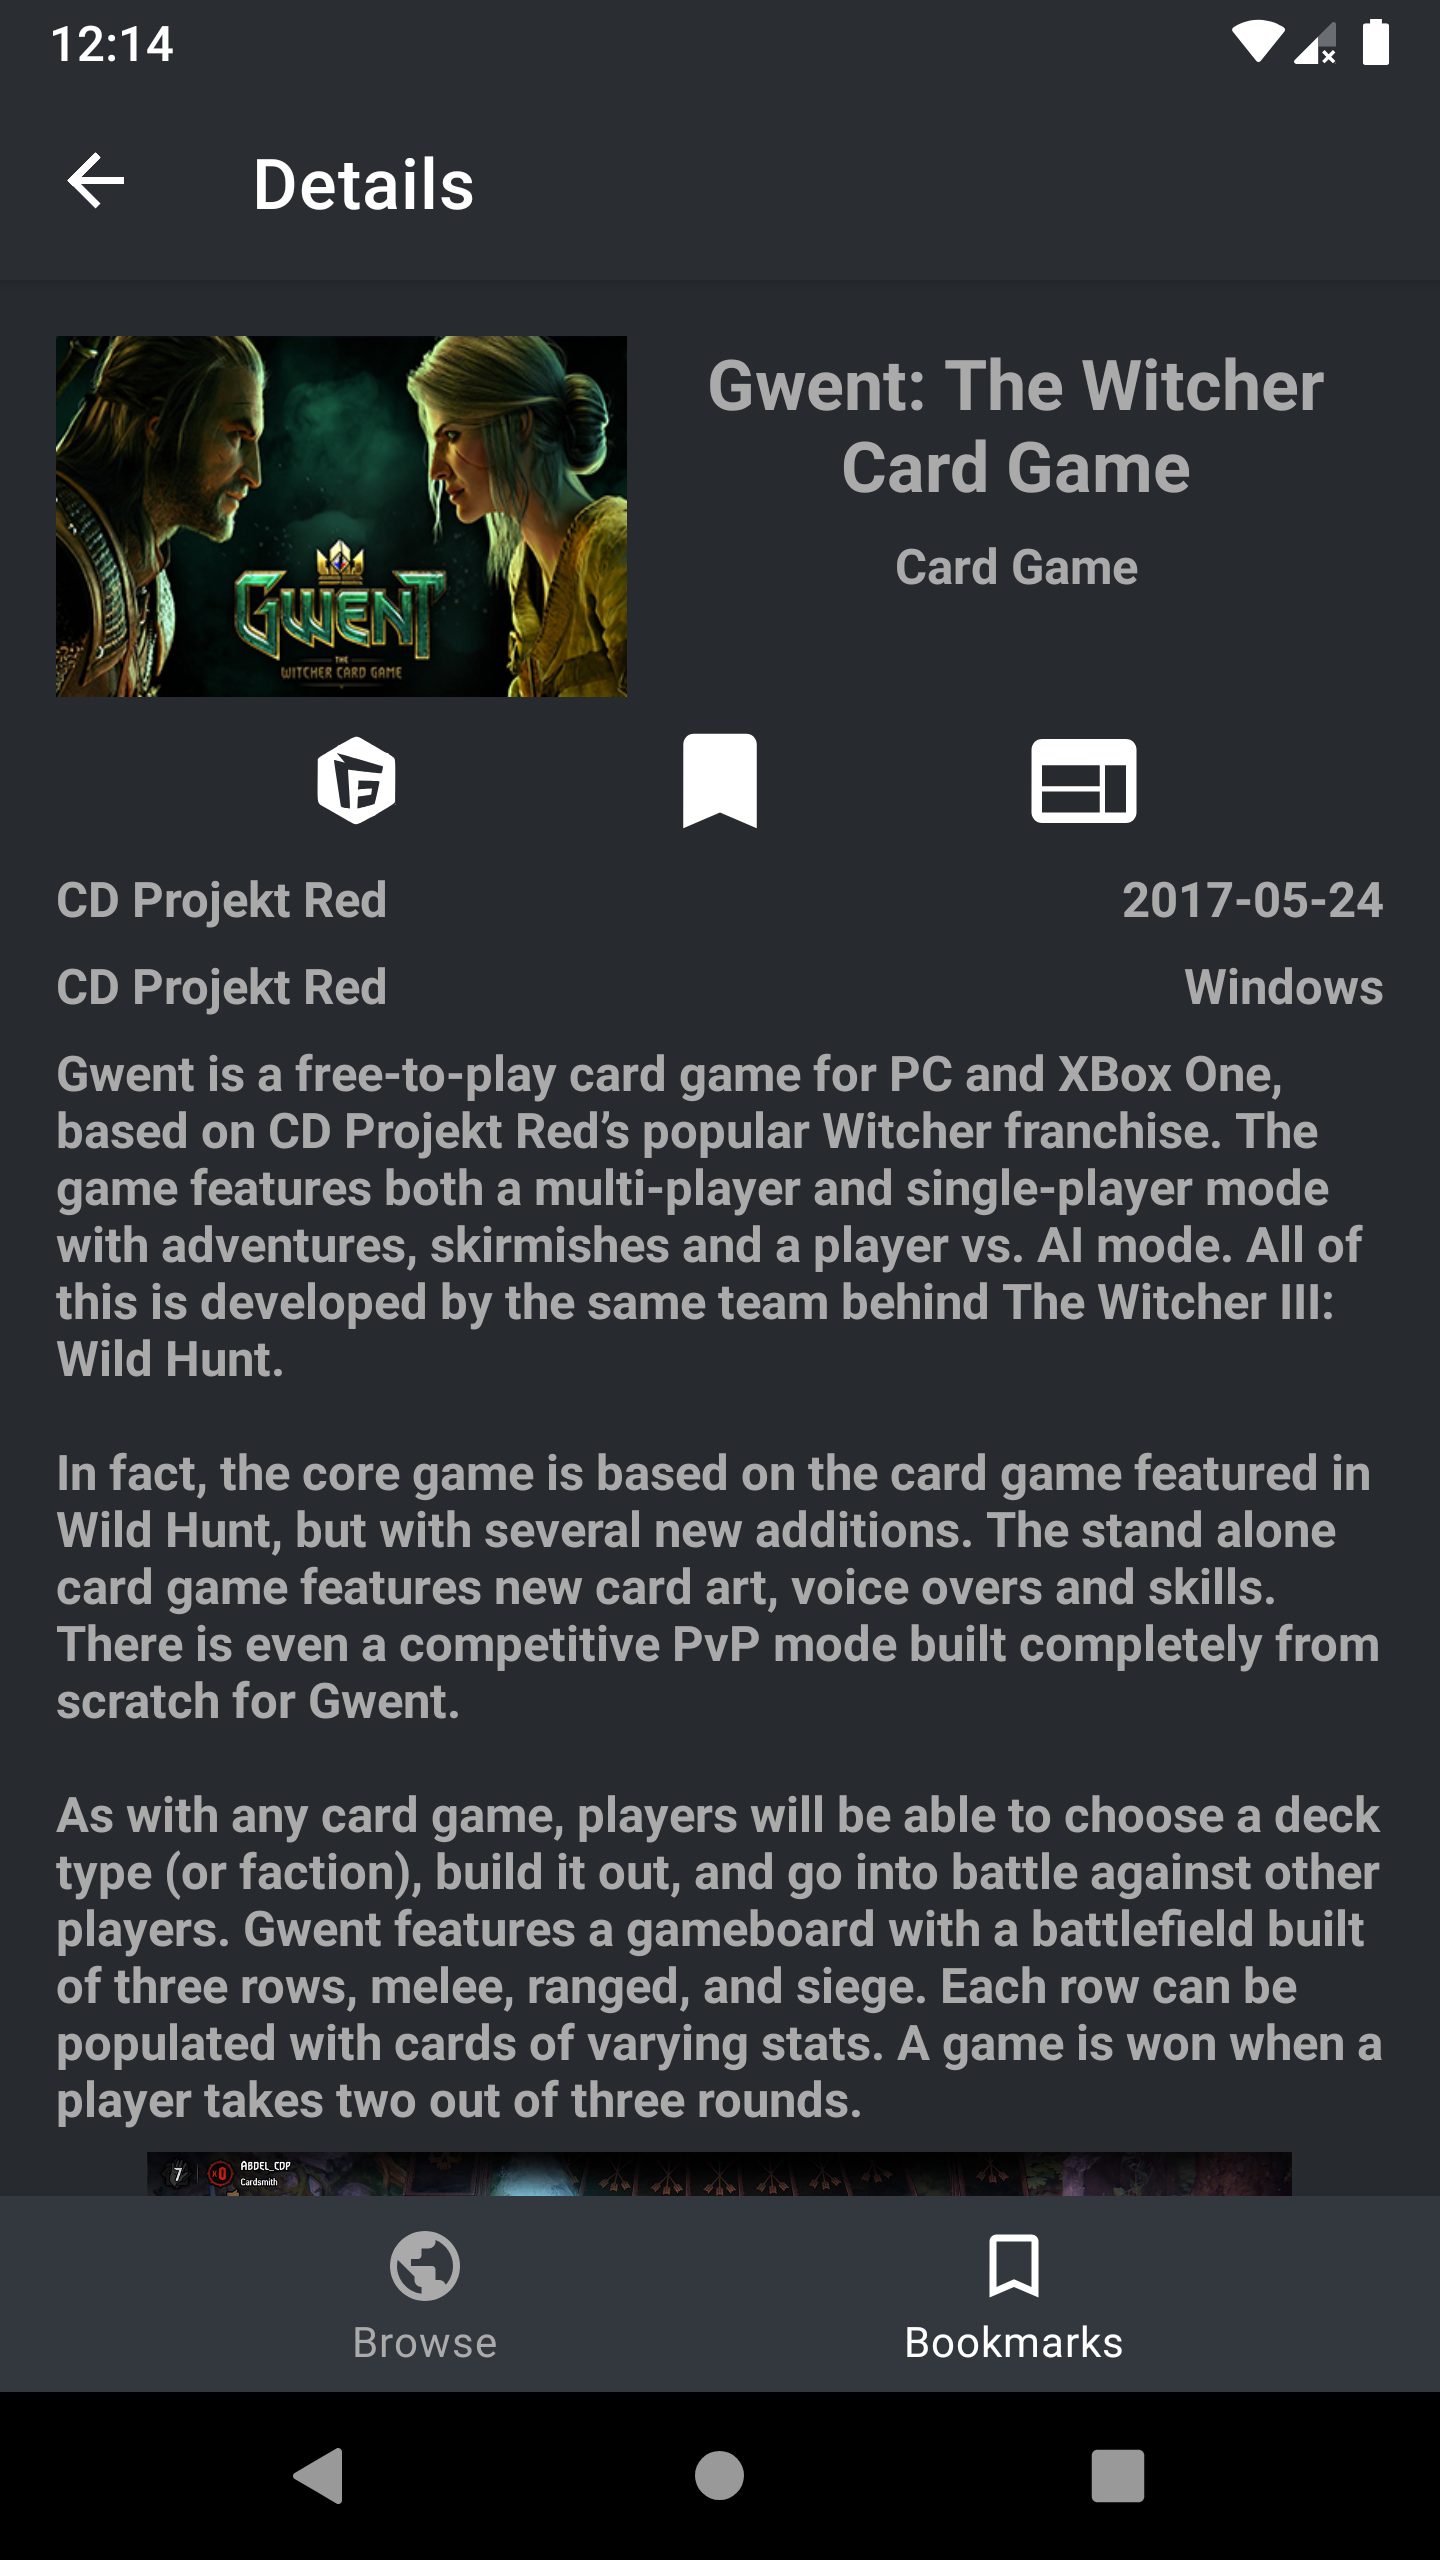 12:14
Details
Gwent: The Witcher
Card Game
Card Game
GWENT
THE
WITCHER CARD GAME
CD Projekt Red
2017-05-24
CD Projekt Red
Windows
Gwent is a free-to-play card game for PC and XBox One,
based on CD Projekt Red’s popular Witcher franchise. The
game features both a multi-player and single-player mode
with adventures, skirmishes and a player vs. AI mode. All of
this is developed by the same team behind The Witcher III:
Wild Hunt.
In fact, the core game is based on the card game featured in
Wild Hunt, but with several new additions. The stand alone
card game features new card art, voice overs and skills.
There is even a competitive PvP mode built completely from
scratch for Gwent.
As with any card game, players will be able to choose a deck
type (or faction), build it out, and go into battle against other
players. Gwent features a gameboard with a battlefield built
of three rows, melee, ranged, and siege. Each row can be
populated with cards of varying stats. A game is won when a
player takes two out of three rounds.
7 x0 ABDEL_CDP
Cardsmith
Browse
Bookmarks